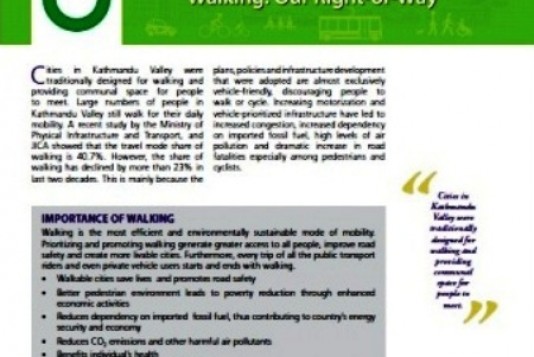 Walking: Our Right-of-Way
Cities in Kathmandu Valley were
traditionally designed for walking and
providing communal space for people
to meet. Large numbers of people in
Kathmandu Valley still walk for their daily
mobility. A recent study by the Ministry of
Physical Infrastructure and Transport, and
JICA showed that the travel mode share of
walking is 40.7%. However, the share of
walking has declined by more than 23% in
last two decades. This is mainly because the
plans, policies and infrastructure development
that were adopted are almost exclusively
vehicle-friendly, discouraging people to
walk or cycle. Increasing motorization and
vehicle-prioritized infrastructure have led to
increased congestion, increased dependency
on imported fossil fuel, high levels of air
pollution and dramatic increase in road
fatalities especially among pedestrians and
cyclists.
“
Cities in
Kathmandu
Valley were
traditionally
designed for
walking and
providing
communal
space for
people to
meet.
”
IMPORTANCE OF WALKING
Walking is the most efficient and environmentally sustainable mode of mobility.
Prioritizing and promoting walking generate greater access to all people, improve road
safety and create more livable cities. Furthermore, every trip of all the public transport
riders and even private vehicle users starts and ends with walking.
• Walkable cities save lives and promotes road safety
• Better pedestrian environment leads to poverty reduction through enhanced
economic activities
• Reduces dependency on imported fossil fuel, thus contributing to country's energy
security and economy
• Reduces CO₂ emissions and other harmful air pollutants
• Benefits individual's health